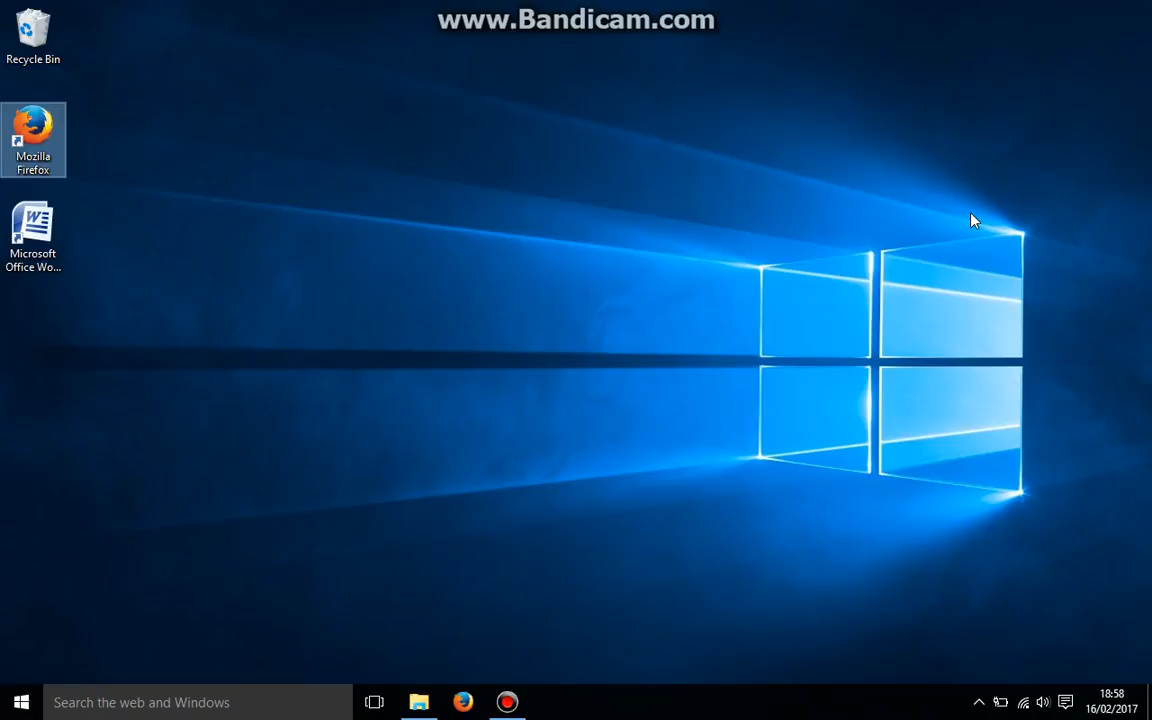 www.Bandicam.com
Recycle Bin
Mozilla
Firefox
Microsoft
Office Wo...
Search the web and Windows
18:58
16/02/2017